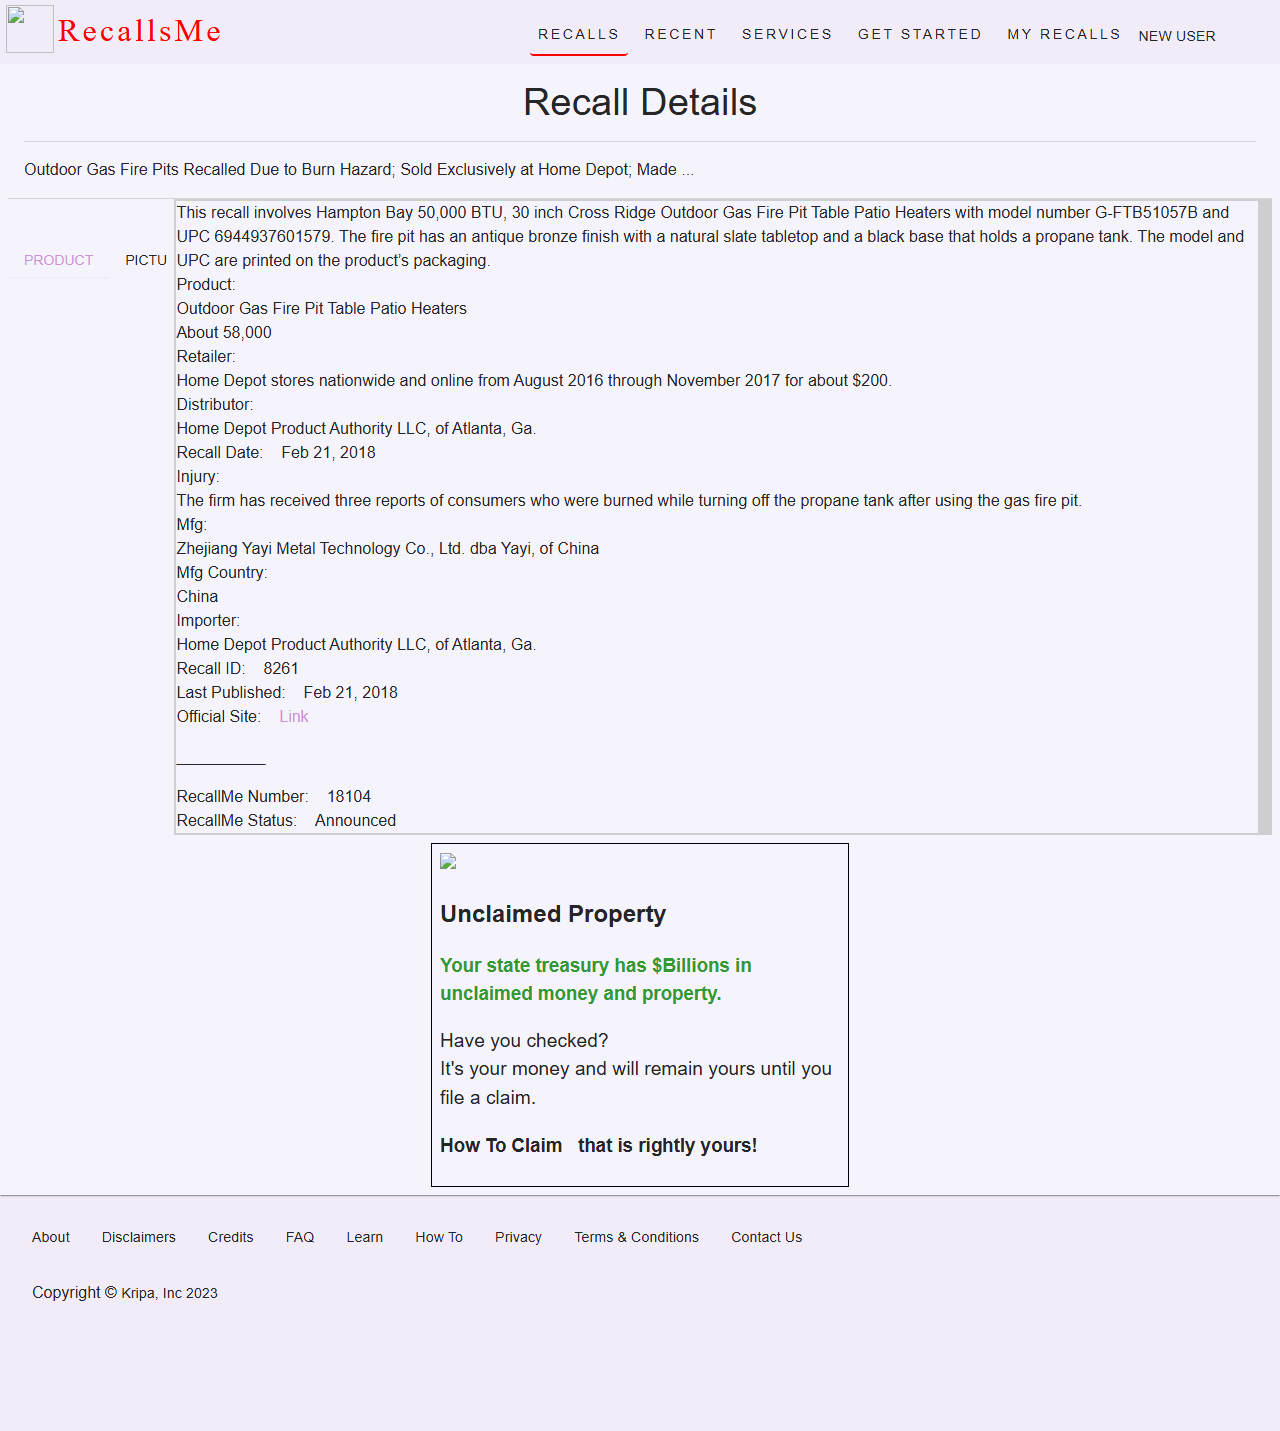 RecallsMe
RECALLS RECENT SERVICES GET STARTED MY RECALLS NEW USER
Recall Details
Outdoor Gas Fire Pits Recalled Due to Burn Hazard; Sold Exclusively at Home Depot; Made ...
PRODUCT PICTU
This recall involves Hampton Bay 50,000 BTU, 30 inch Cross Ridge Outdoor Gas Fire Pit Table Patio Heaters with model number G-FTB51057B and
UPC 6944937601579. The fire pit has an antique bronze finish with a natural slate tabletop and a black base that holds a propane tank. The model and
UPC are printed on the product’s packaging.
Product:
Outdoor Gas Fire Pit Table Patio Heaters
About 58,000
Retailer:
Home Depot stores nationwide and online from August 2016 through November 2017 for about $200.
Distributor:
Home Depot Product Authority LLC, of Atlanta, Ga.
Recall Date: Feb 21, 2018
Injury:
The firm has received three reports of consumers who were burned while turning off the propane tank after using the gas fire pit.
Mfg:
Zhejiang Yayi Metal Technology Co., Ltd. dba Yayi, of China
Mfg Country:
China
Importer:
Home Depot Product Authority LLC, of Atlanta, Ga.
Recall ID: 8261
Last Published: Feb 21, 2018
Official Site: Link
__________
RecallMe Number: 18104
RecallMe Status: Announced
Unclaimed Property
Your state treasury has $Billions in
unclaimed money and property.
Have you checked?
It's your money and will remain yours until you
file a claim.
How To Claim that is rightly yours!
About Disclaimers Credits FAQ Learn How To Privacy Terms & Conditions Contact Us
Copyright © Kripa, Inc 2023